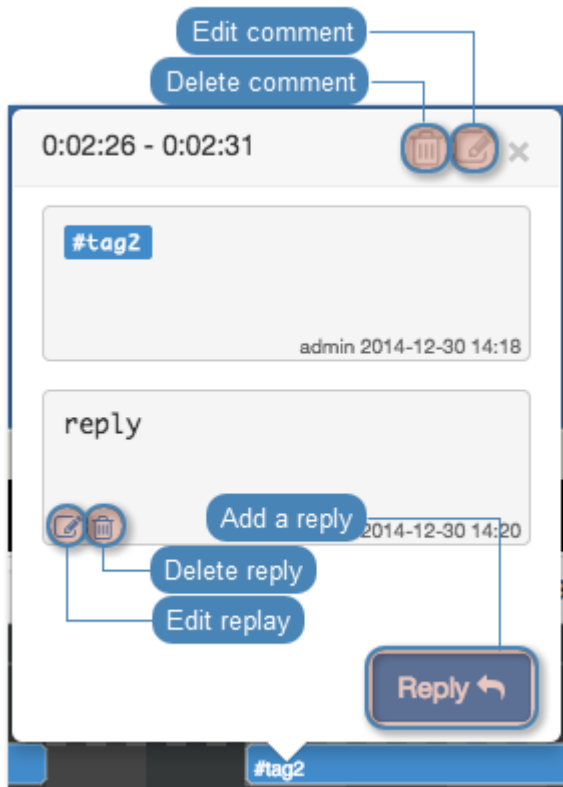 Edit comment
Delete comment
0:02:26 - 0:02:31
#tag2
admin 2014-12-30 14:18
reply
Add a reply
2014-12-30 14:20
Delete reply
Edit replay
Reply
#tag2